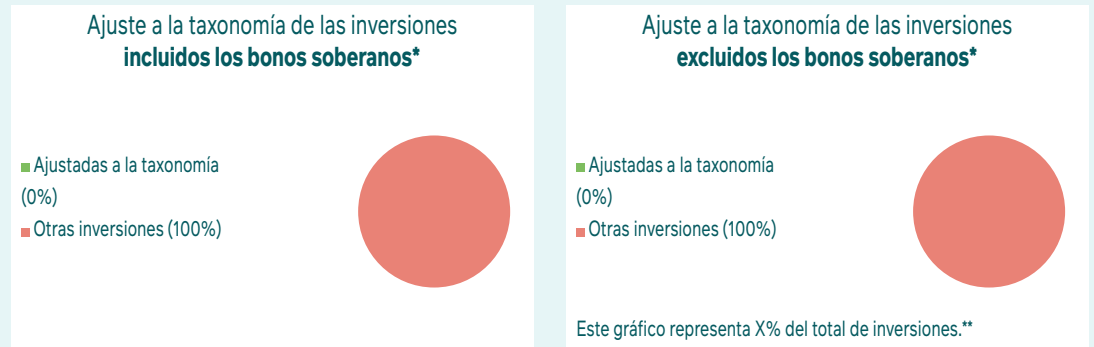 Ajuste a la taxonomía de las inversiones
incluidos los bonos soberanos*
Ajustadas a la taxonomía
(0%)
Otras inversiones (100%)
Ajuste a la taxonomía de las inversiones
excluidos los bonos soberanos*
Ajustadas a la taxonomía
(0%)
Otras inversiones (100%)
Este gráfico representa X% del total de inversiones.**